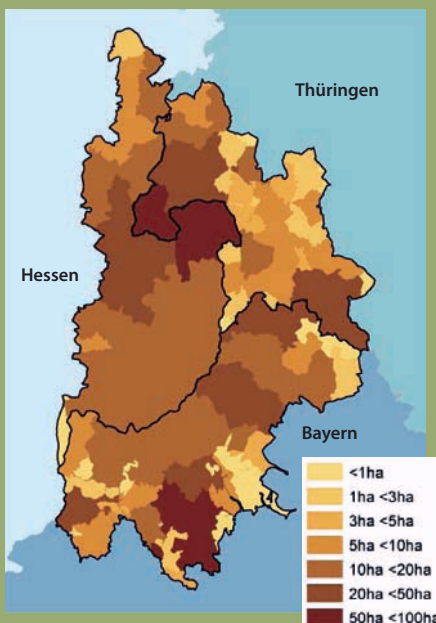 Thüringen
Hessen
Bayern
<1ha
1ha <3ha
3ha <5ha
5ha <10ha
10ha <20ha
20ha <50ha
50ha <100ha